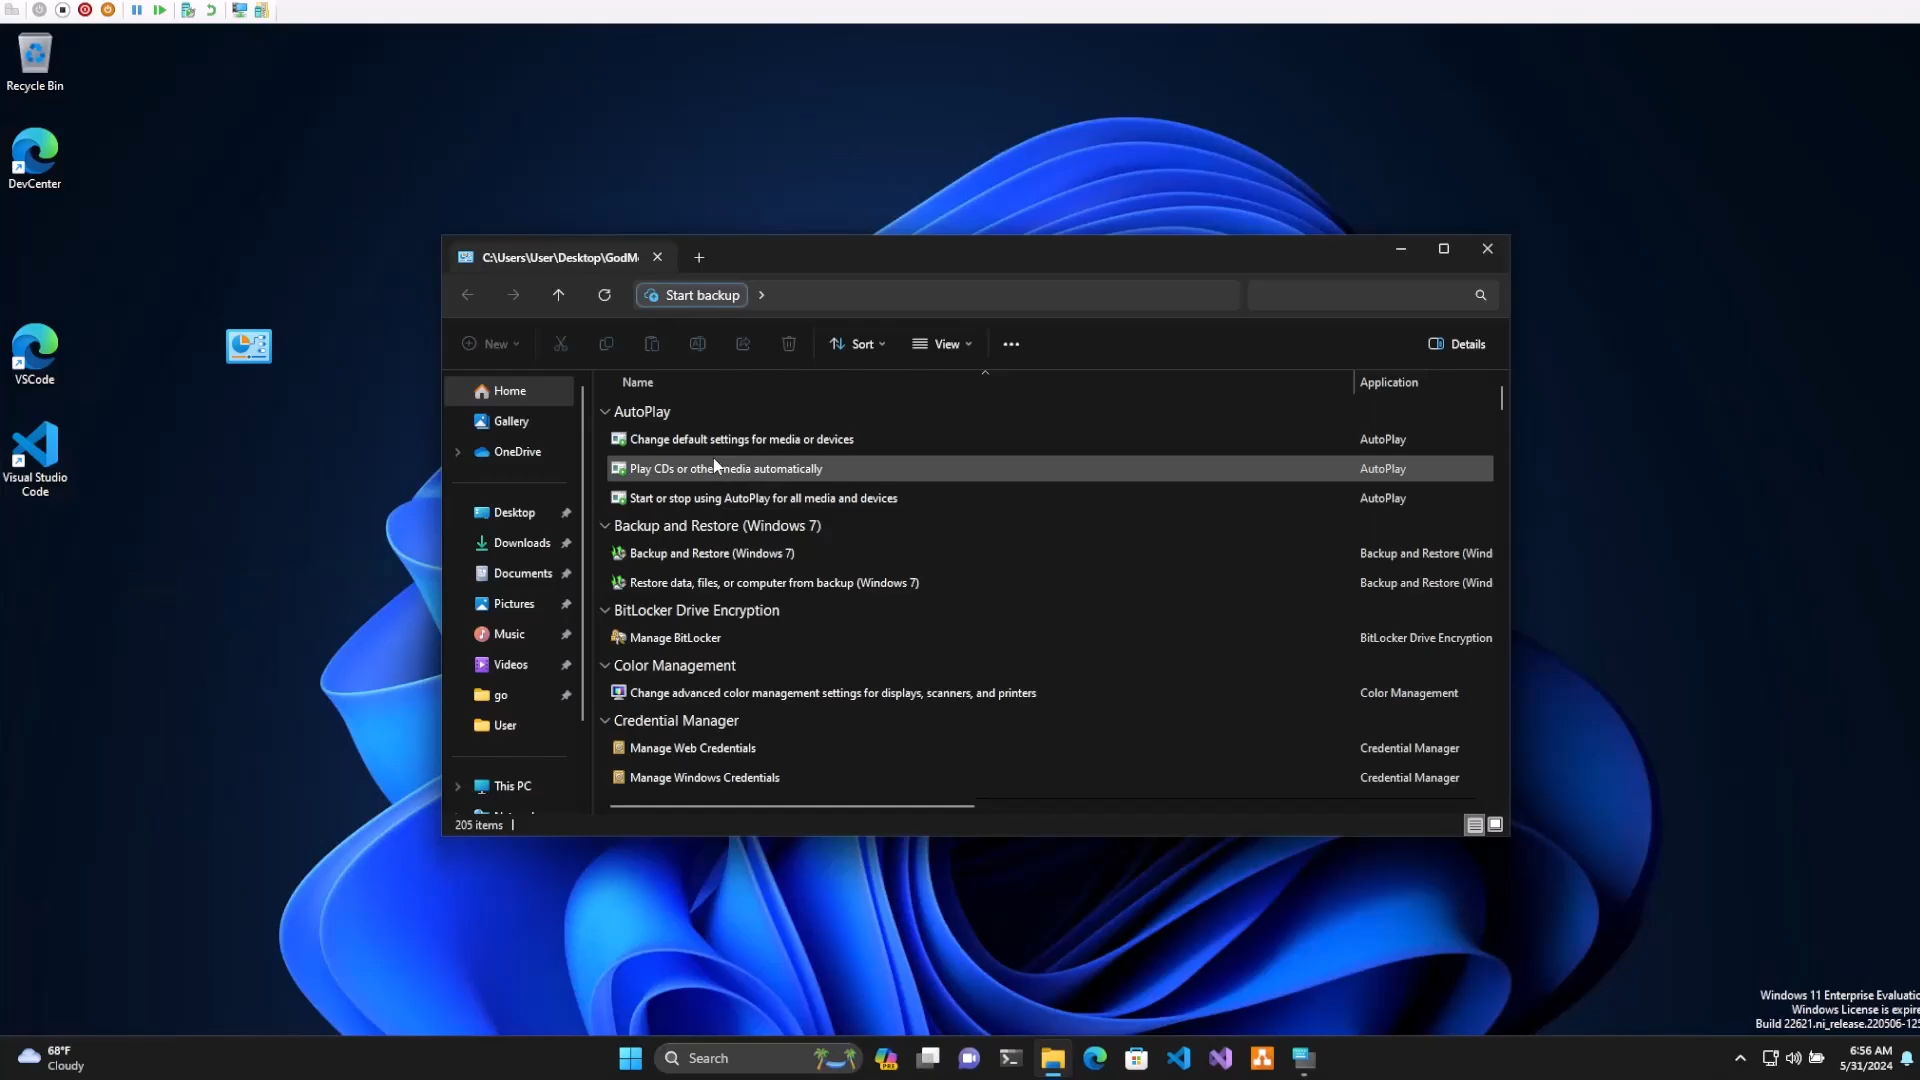 Recycle Bin
DevCenter
VSCode
Visual Studio
Code
C:\Users\User\Desktop\GodM
Start backup
New
Sort
View
Details
Home
Gallery
OneDrive
Desktop
Downloads
Documents
Pictures
Music
Videos
go
User
This PC
Name
Application
AutoPlay
Change default settings for media or devices
AutoPlay
Play CDs or other media automatically
AutoPlay
Start or stop using AutoPlay for all media and devices
AutoPlay
Backup and Restore (Windows 7)
Backup and Restore (Windows 7)
Backup and Restore (Wind
Restore data, files, or computer from backup (Windows 7)
Backup and Restore (Wind
BitLocker Drive Encryption
Manage BitLocker
BitLocker Drive Encryption
Color Management
Change advanced color management settings for displays, scanners, and printers
Color Management
Credential Manager
Manage Web Credentials
Credential Manager
Manage Windows Credentials
Credential Manager
205 items
Windows 11 Enterprise Evaluatio
Windows License is expire
Build 22621.ni_release.220506-125
68°F
Cloudy
Search
PRE
6:56 AM
5/31/2024